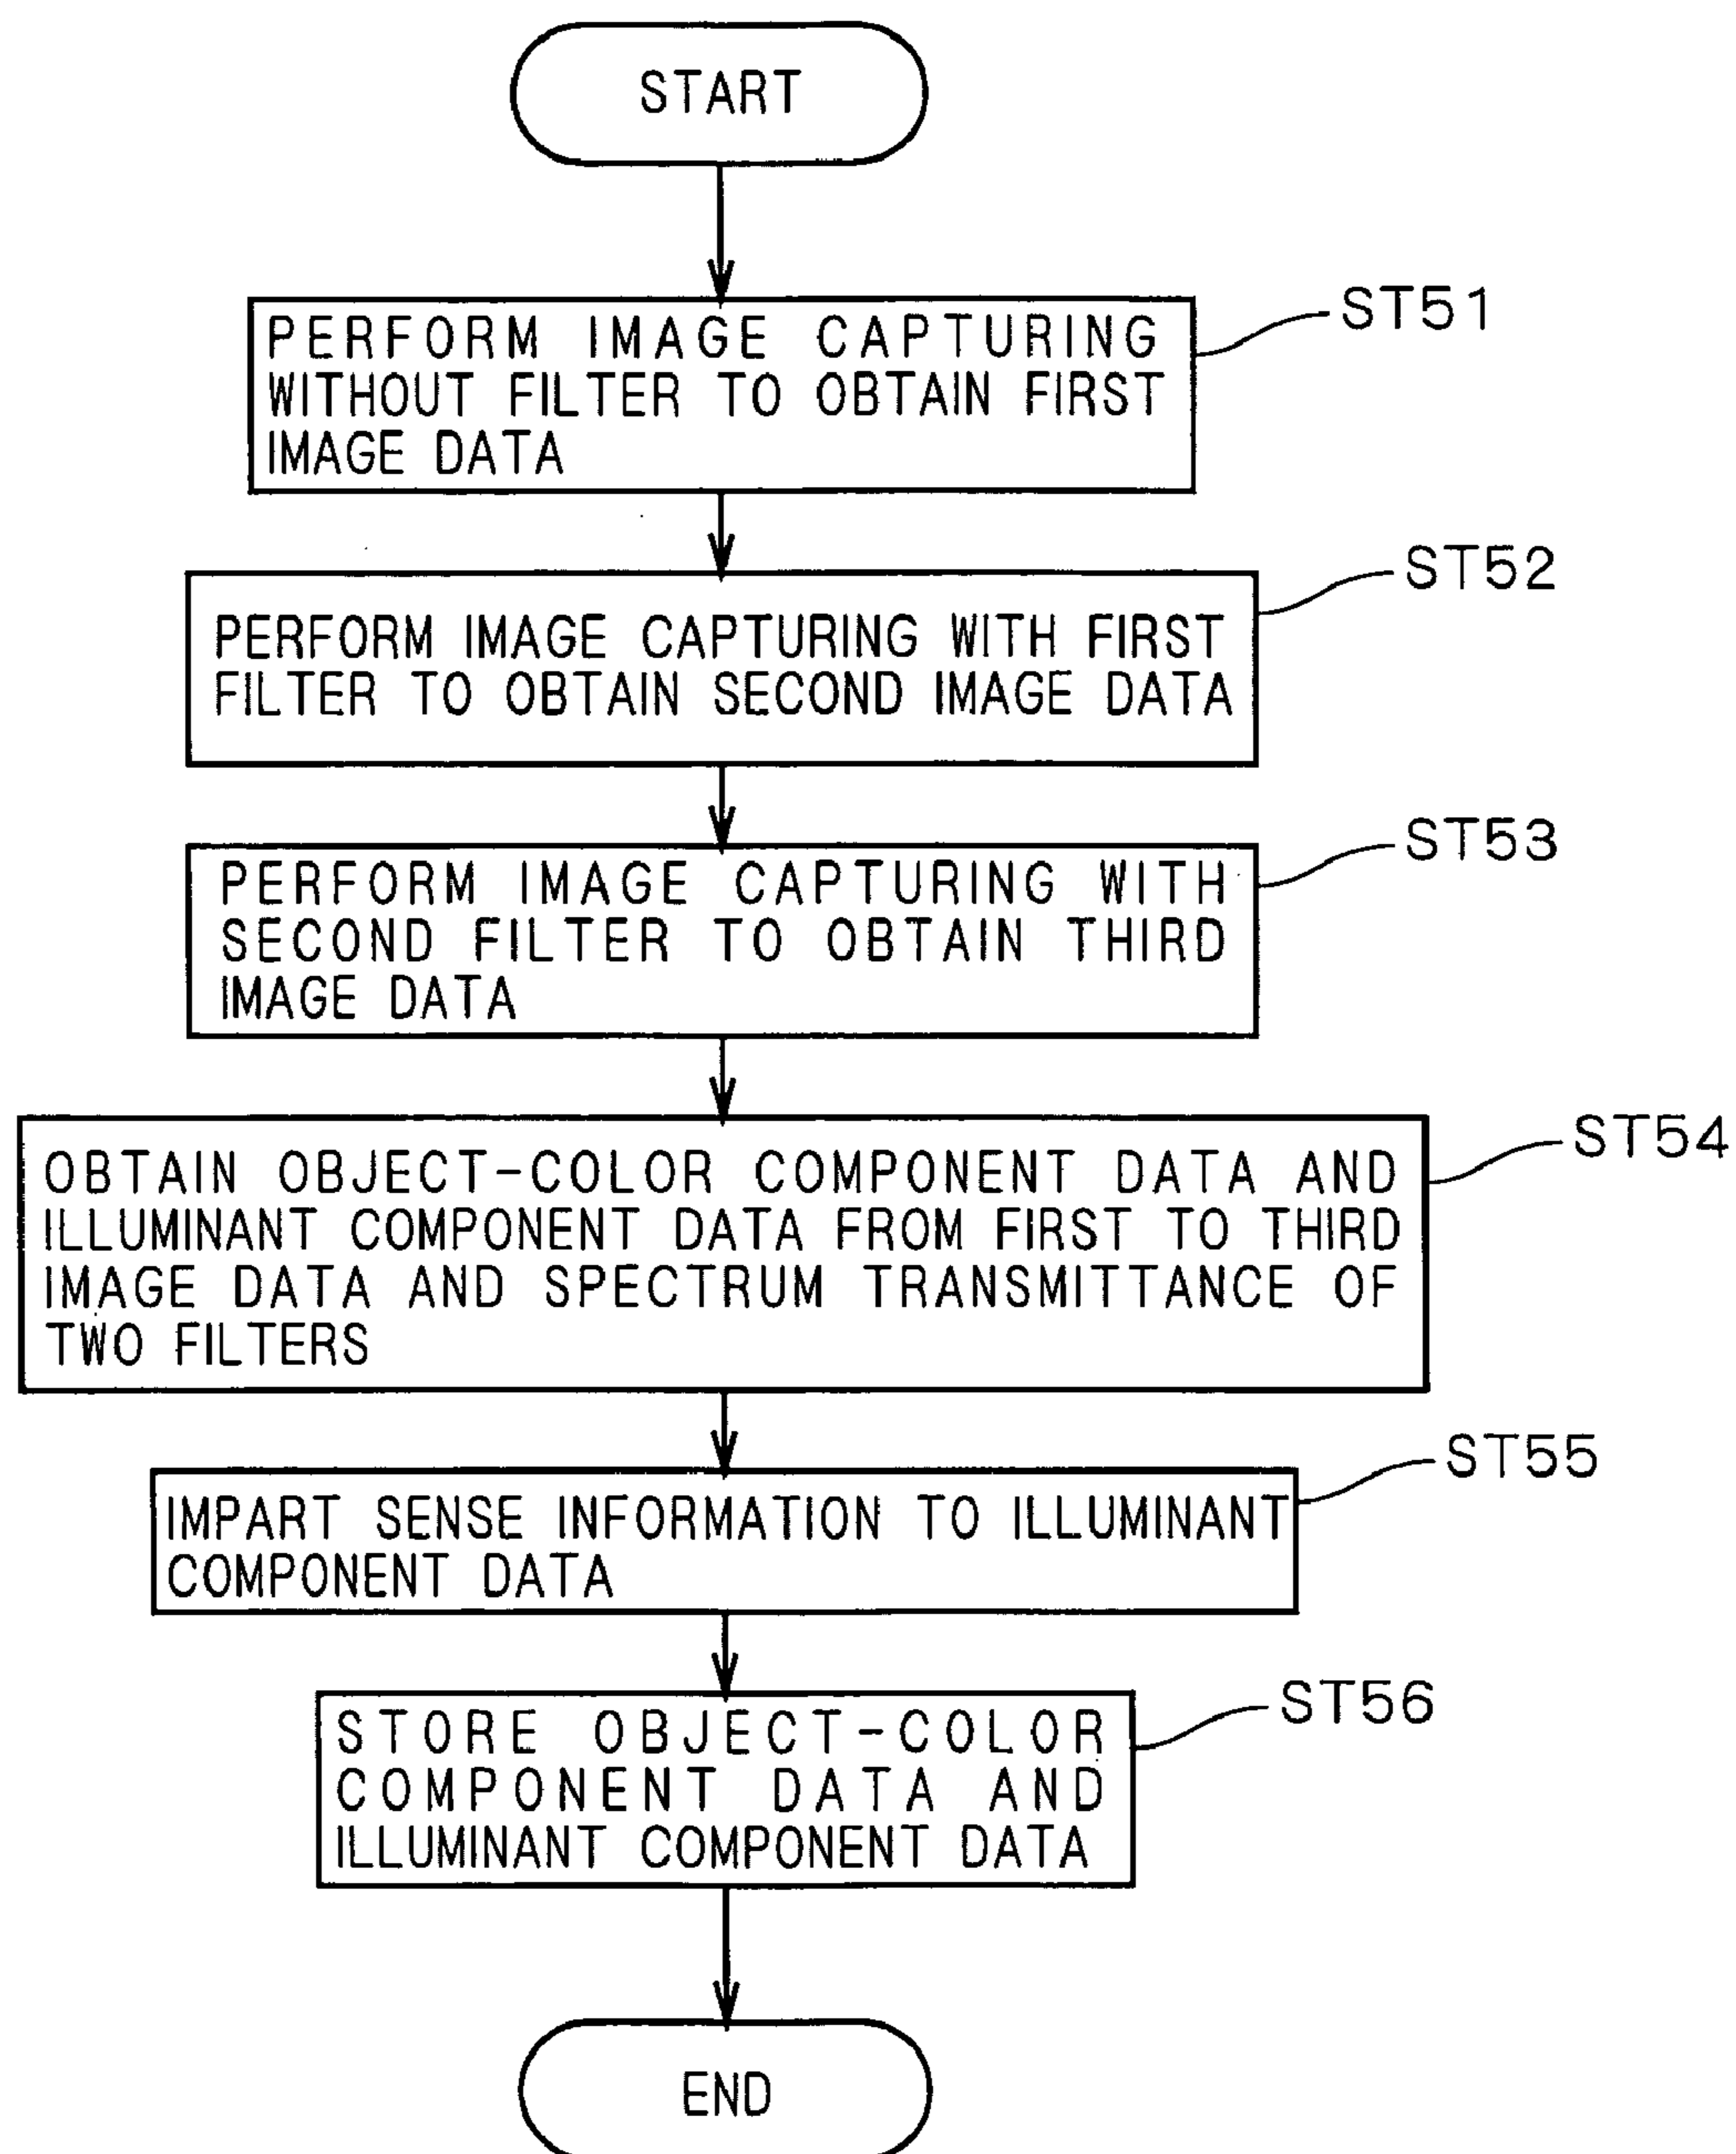 START
PERFORM IMAGE CAPTURING
WITHOUT FILTER TO OBTAIN FIRST
IMAGE DATA
ST51
PERFORM IMAGE CAPTURING WITH FIRST
FILTER TO OBTAIN SECOND IMAGE DATA
ST52
PERFORM IMAGE CAPTURING WITH
SECOND FILTER TO OBTAIN THIRD
IMAGE DATA
ST53
OBTAIN OBJECT-COLOR COMPONENT DATA AND
ILLUMINANT COMPONENT DATA FROM FIRST TO THIRD
IMAGE DATA AND SPECTRUM TRANSMITTANCE OF
TWO FILTERS
ST54
IMPART SENSE INFORMATION TO ILLUMINANT
COMPONENT DATA
ST55
STORE OBJECT-COLOR
COMPONENT DATA AND
ILLUMINANT COMPONENT DATA
ST56
END